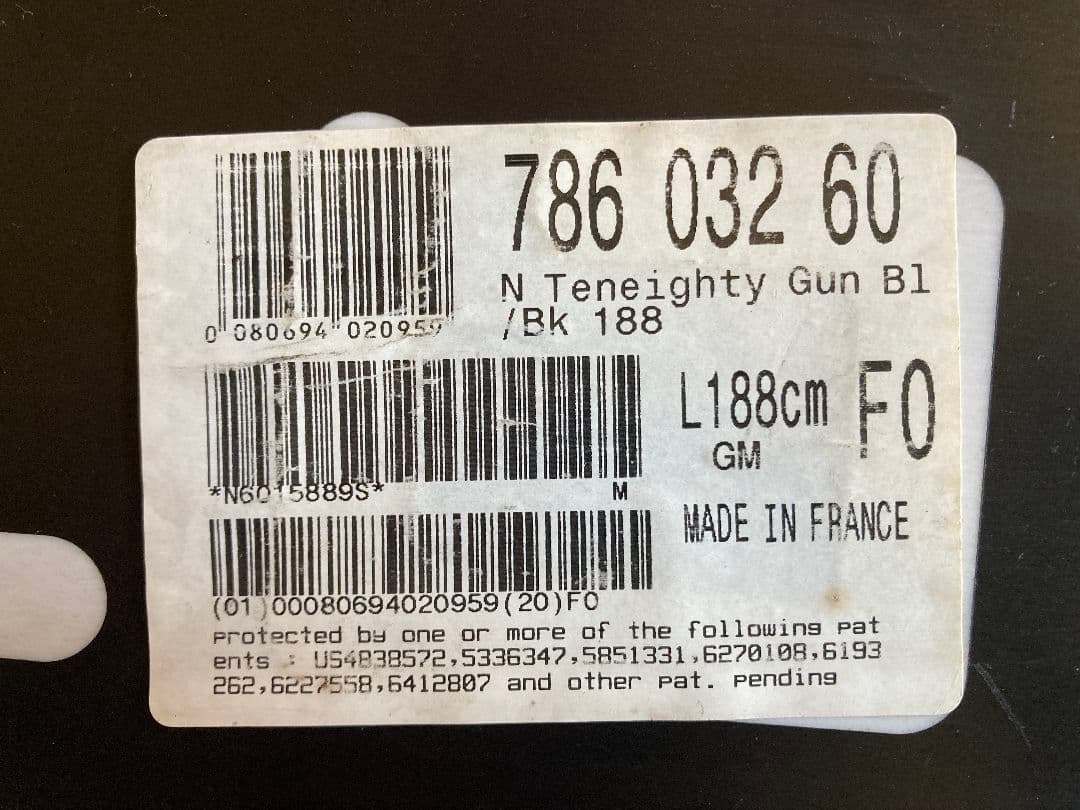 786 032 60
N Teneighty Gun Bl
/Bk 188
0 080694 020959
L188cm F0
GM
*N6015889S* M
MADE IN FRANCE
(01)00080694020959(20)F0
Protected by one or more of the following Pat
ents : US4838572,5336347,5851331,6270108,6193
262,6227558,6412807 and other Pat. Pending